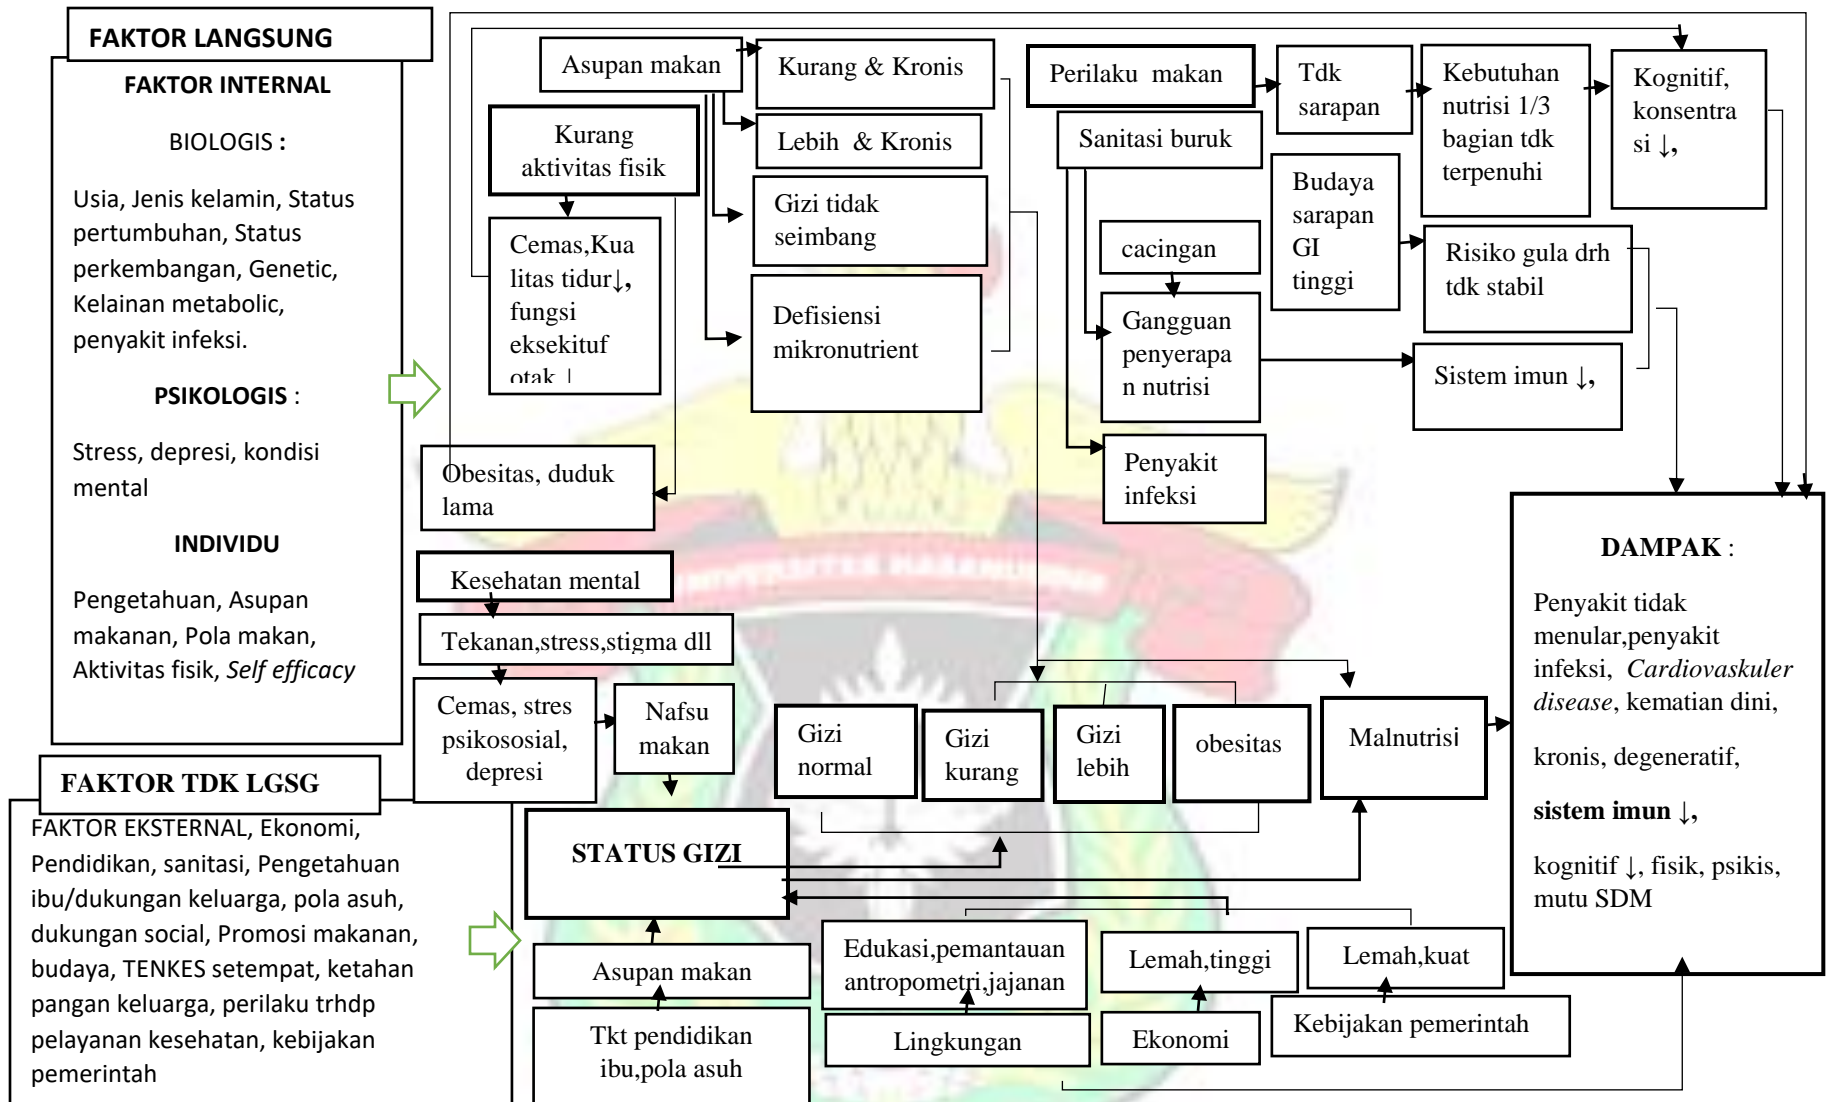 FAKTOR LANGSUNG
FAKTOR INTERNAL
BIOLOGIS :
Usia, Jenis kelamin, Status
pertumbuhan, Status
perkembangan, Genetic,
Kelainan metabolic,
penyakit infeksi.
PSIKOLOGIS :
Stress, depresi, kondisi
mental
INDIVIDU
Pengetahuan, Asupan
makanan, Pola makan,
Aktivitas fisik, Self efficacy
FAKTOR TDK LGSG
FAKTOR EKSTERNAL, Ekonomi,
Pendidikan, sanitasi, Pengetahuan
ibu/dukungan keluarga, pola asuh,
dukungan social, Promosi makanan,
budaya, TENKES setempat, ketahan
pangan keluarga, perilaku trhdp
pelayanan kesehatan, kebijakan
pemerintah
Asupan makan
Kurang & Kronis
Lebih & Kronis
Gizi tidak
seimbang
Defisiensi
mikronutrient
Kurang
aktivitas fisik
Cemas,Kua
litas tidur↓,
fungsi
eksekituf
otak ↓
Obesitas, duduk
lama
Perilaku makan
Tdk
sarapan
Kebutuhan
nutrisi 1/3
bagian tdk
terpenuhi
Kognitif,
konsentra
si ↓,
Sanitasi buruk
Budaya
sarapan
GI
tinggi
Risiko gula drh
tdk stabil
cacingan
Gangguan
penyerapa
n nutrisi
Sistem imun ↓,
Penyakit
infeksi
Kesehatan mental
Tekanan,stress,stigma dll
Cemas, stres
psikososial,
depresi
Nafsu
makan
Gizi
normal
Gizi
kurang
Gizi
lebih
obesitas
Malnutrisi
STATUS GIZI
Asupan makan
Tkt pendidikan
ibu,pola asuh
Edukasi,pemantauan
antropometri,jajanan
Lingkungan
Lemah,tinggi
Ekonomi
Lemah,kuat
Kebijakan pemerintah
DAMPAK :
Penyakit tidak
menular,penyakit
infeksi, Cardiovaskuler
disease, kematian dini,
kronis, degeneratif,
sistem imun ↓,
kognitif ↓, fisik, psikis,
mutu SDM
UNIVERSITAS HASANUDDIN